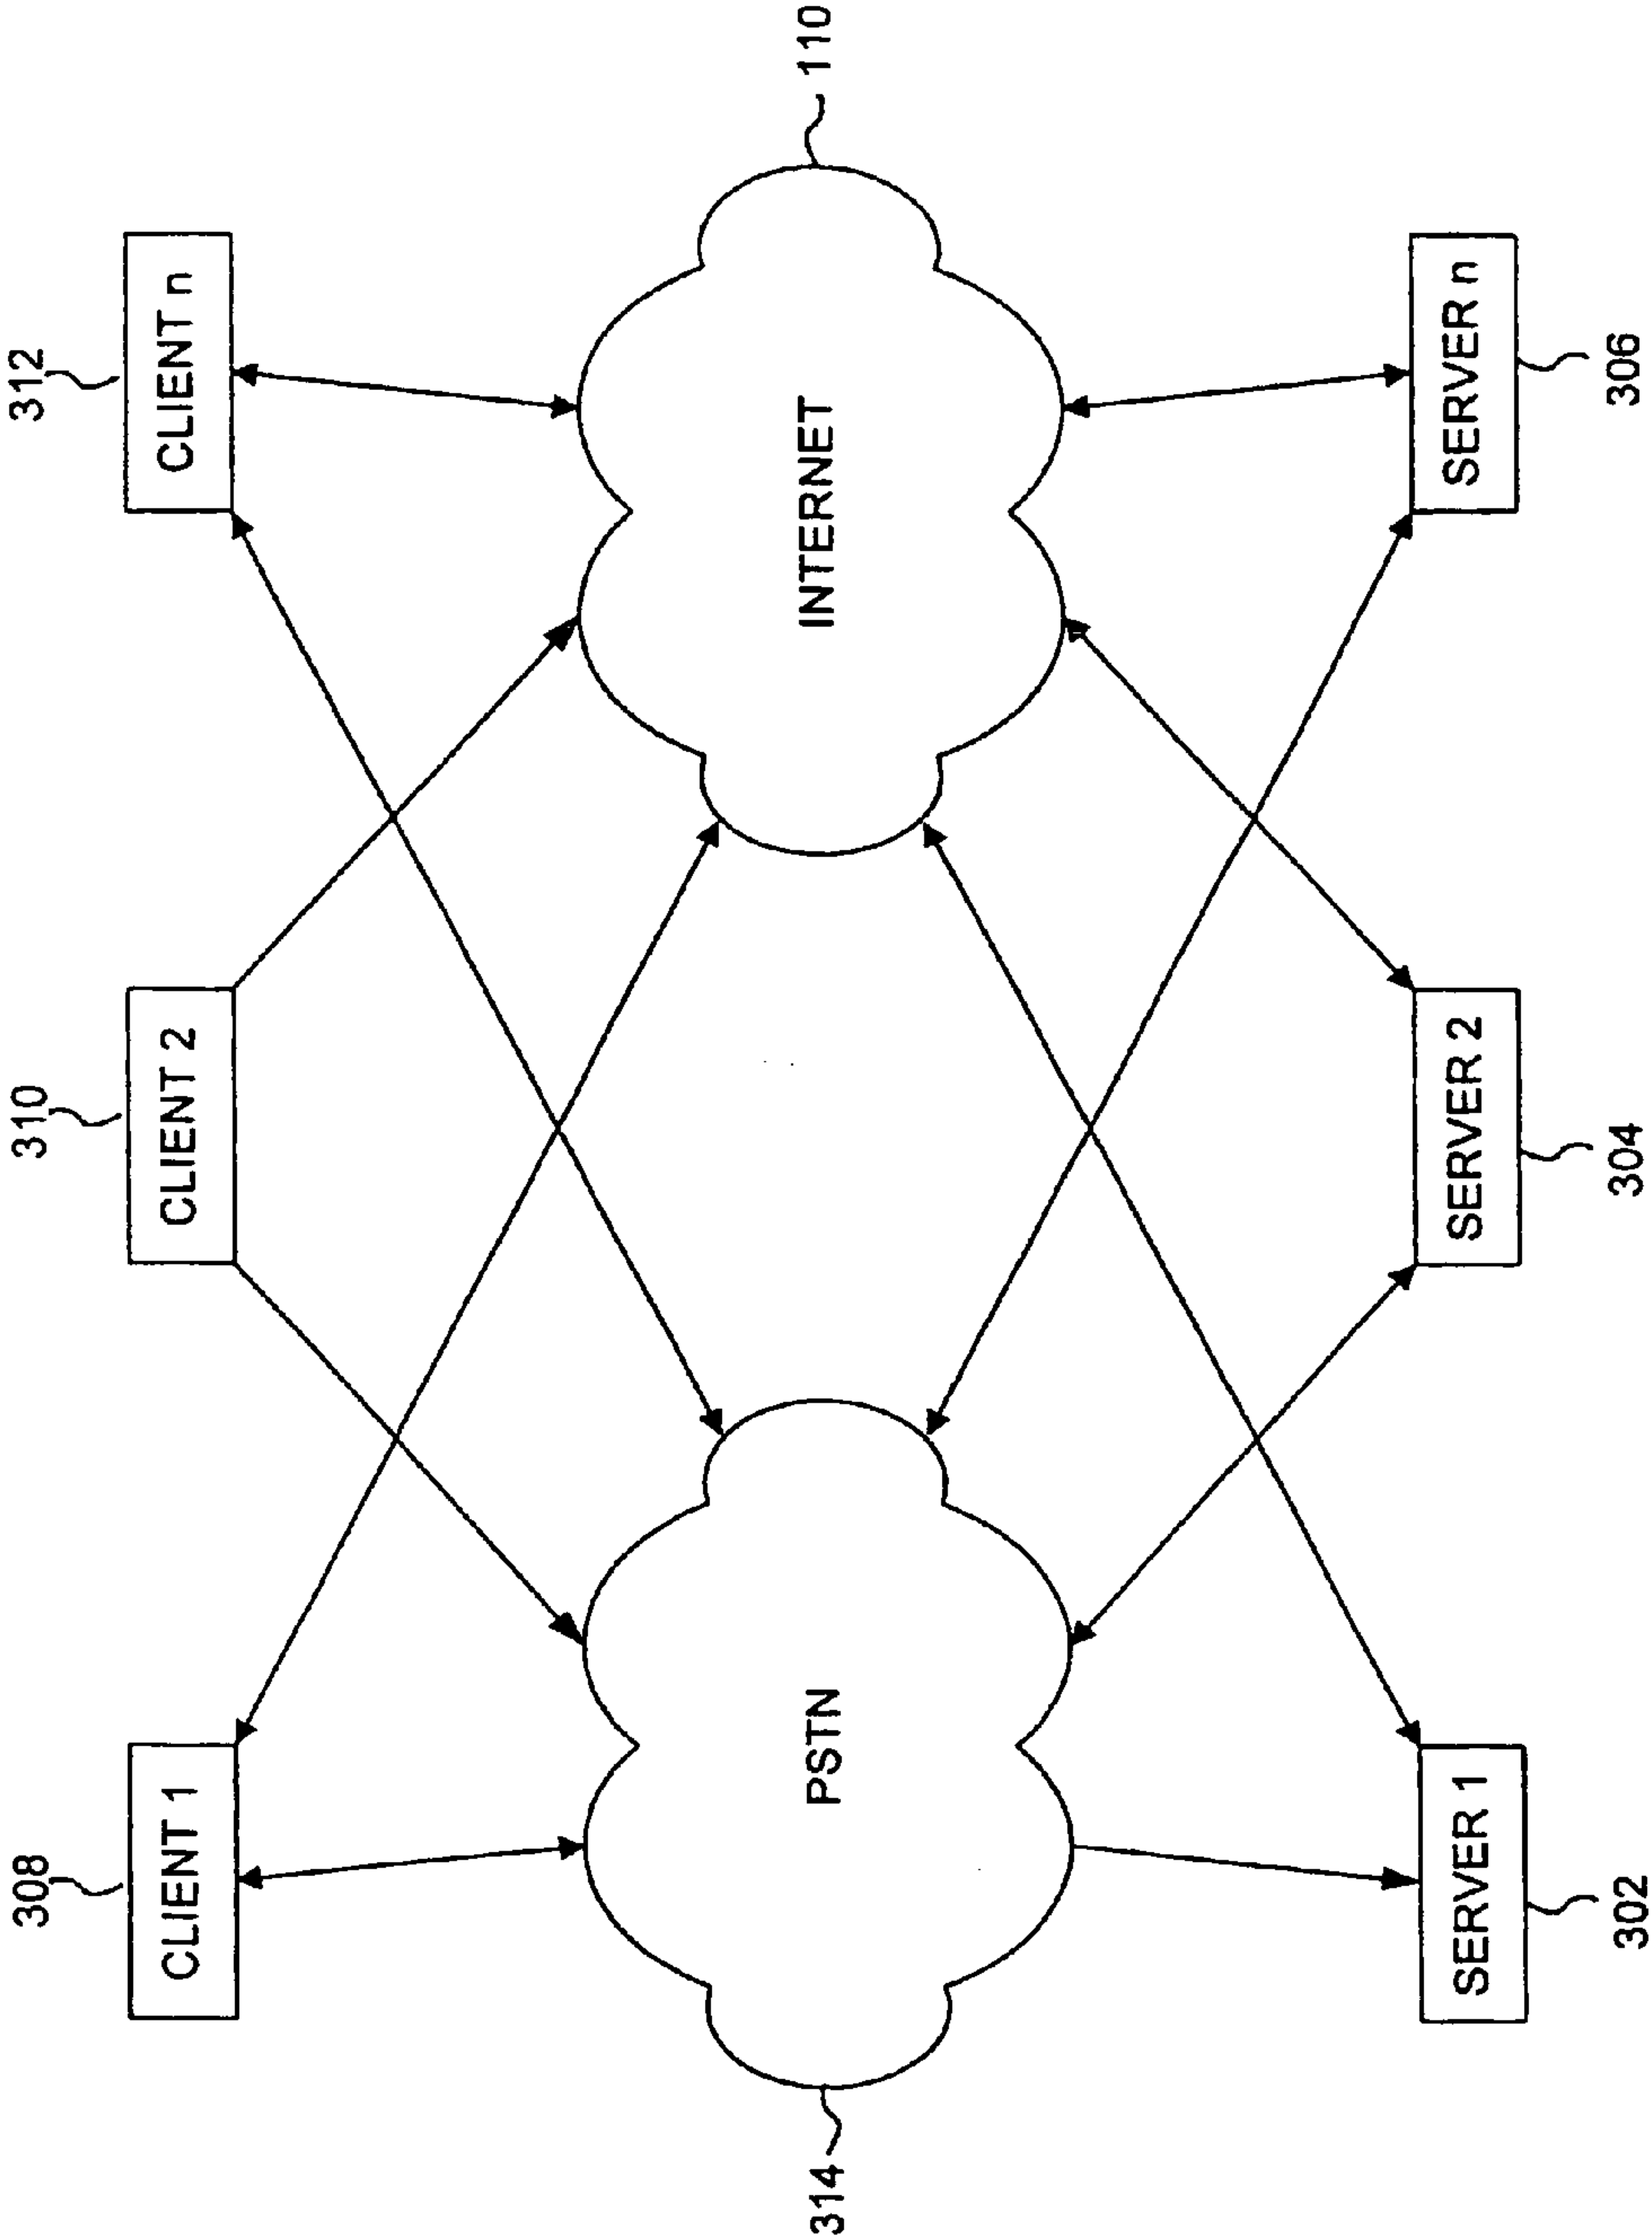 308
310
312
CLIENT 1
CLIENT 2
CLIENT n
314
PSTN
INTERNET
110
SERVER 1
SERVER 2
SERVER n
302
304
306